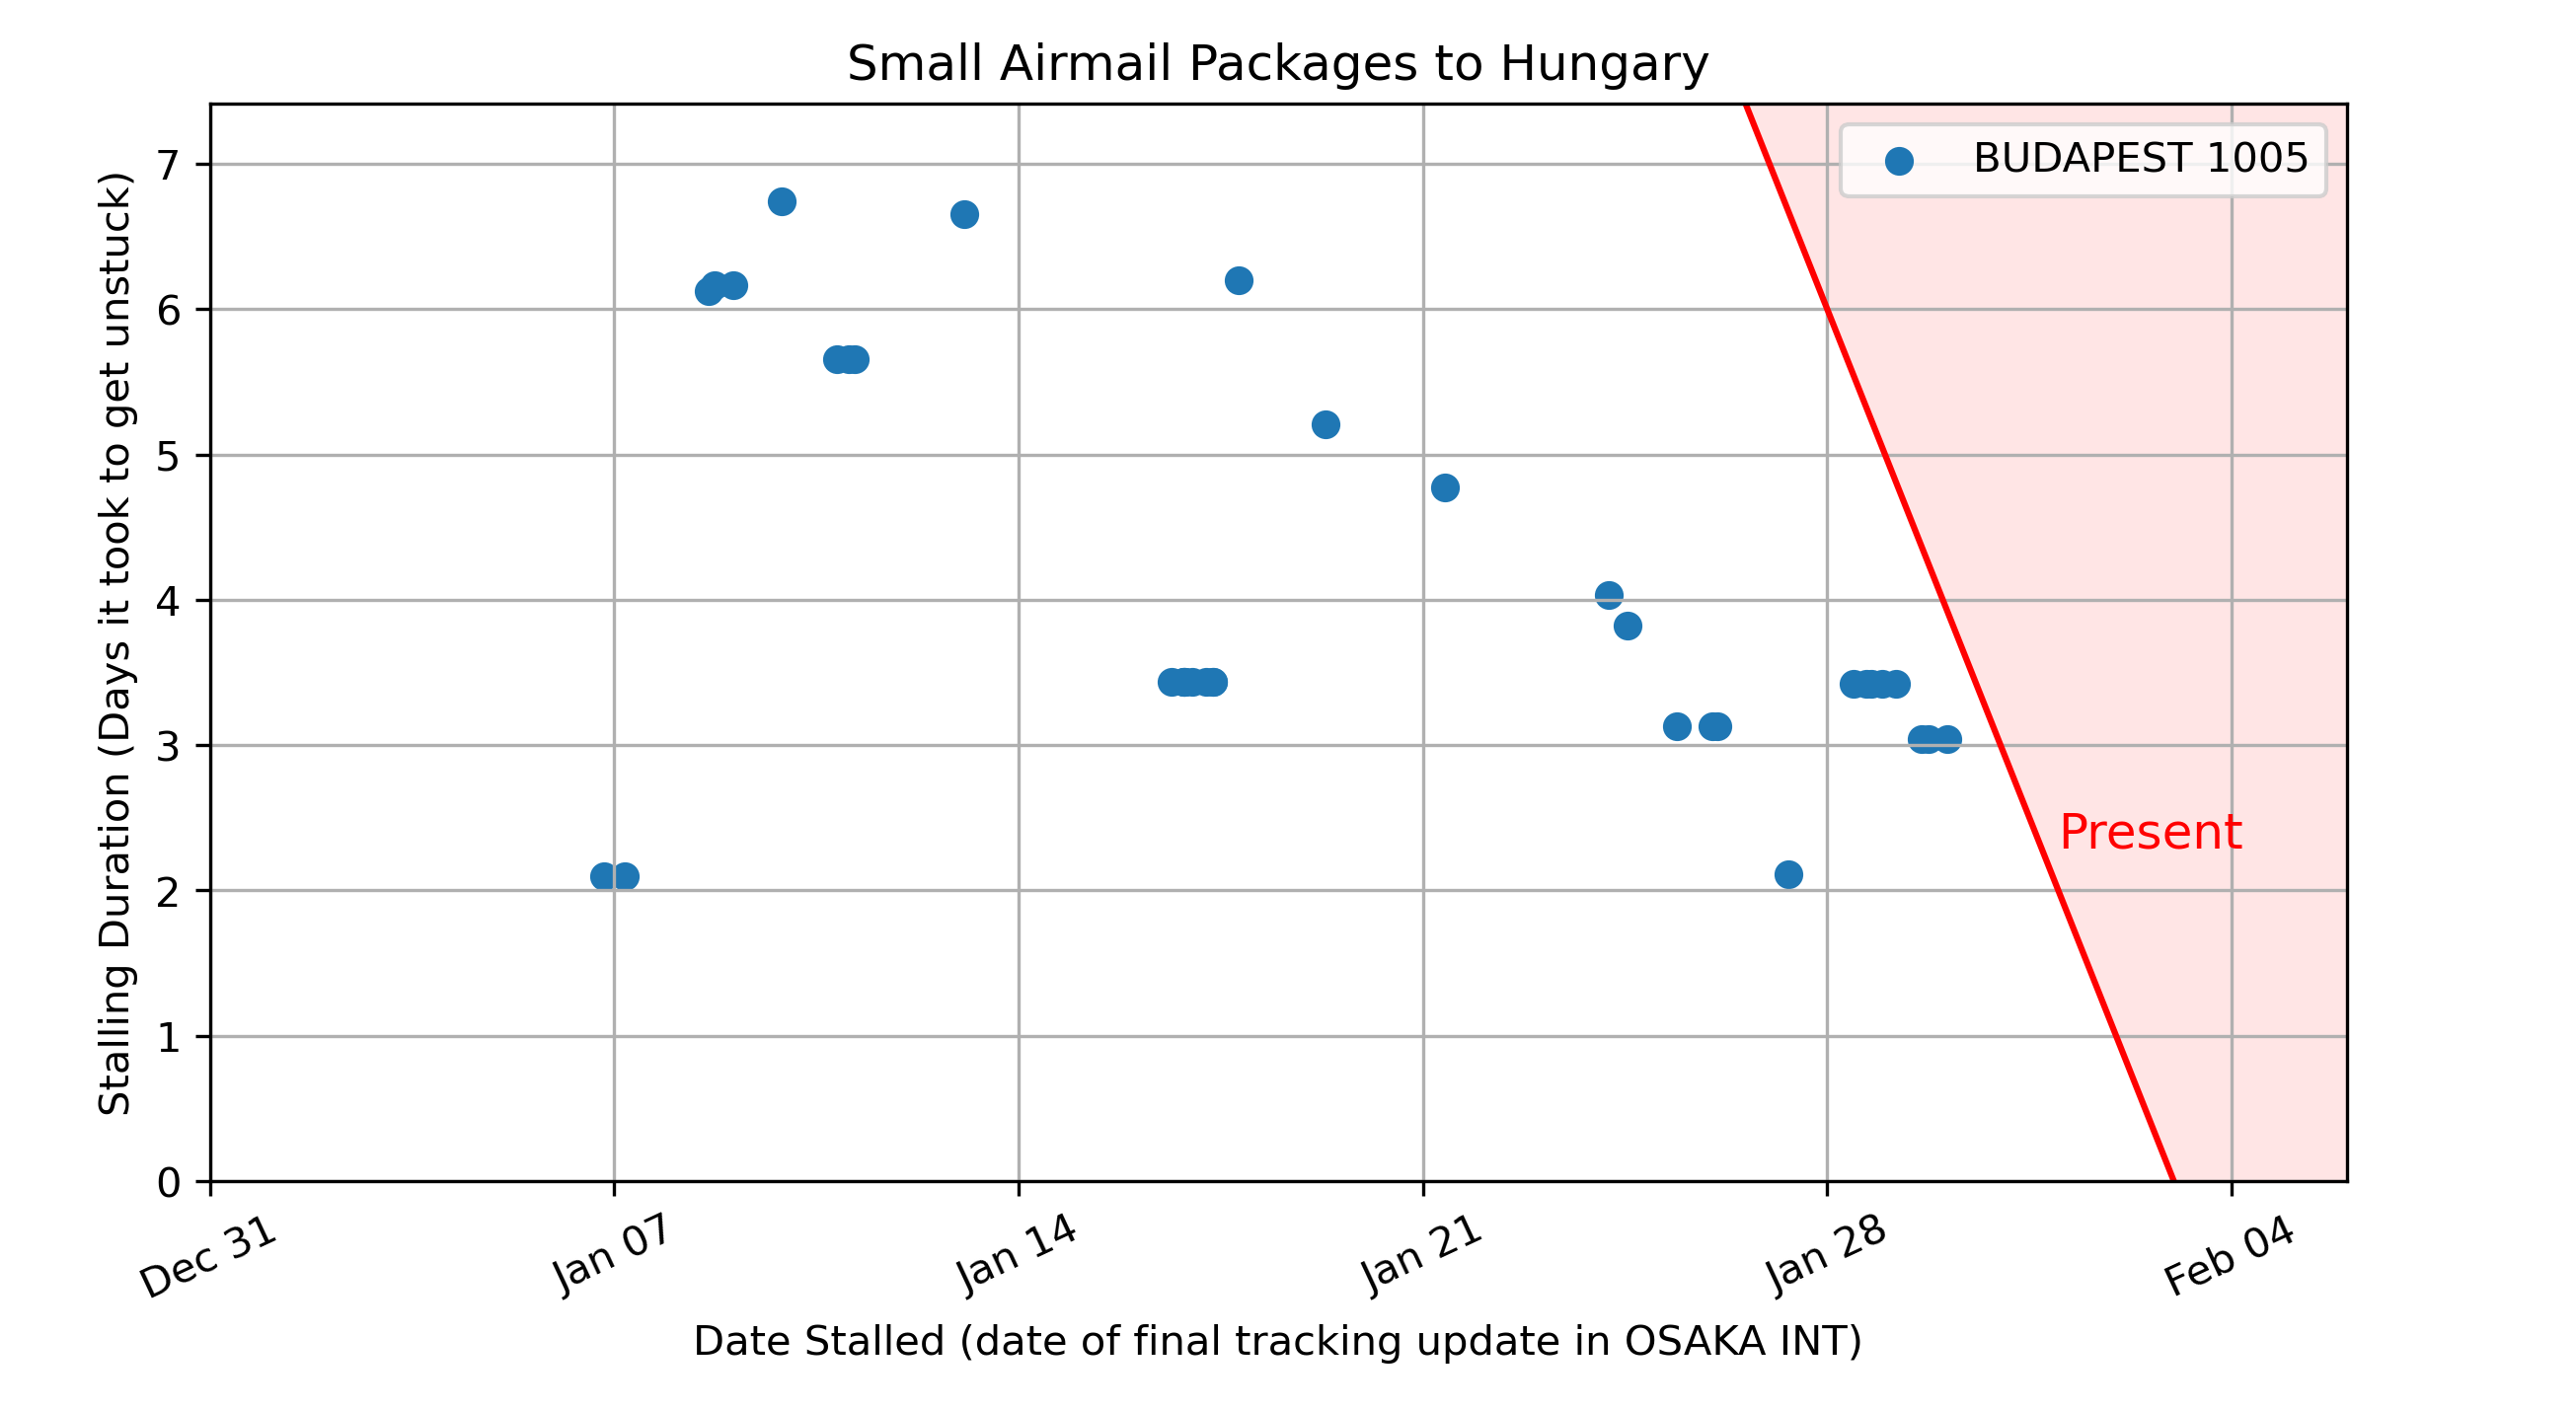 Small Airmail Packages to Hungary
BUDAPEST 1005
Stalling Duration (Days it took to get unstuck)
7
6
5
4
3
2
1
0
Present
Dec 31
Jan 07
Jan 14
Jan 21
Jan 28
Feb 04
Date Stalled (date of final tracking update in OSAKA INT)